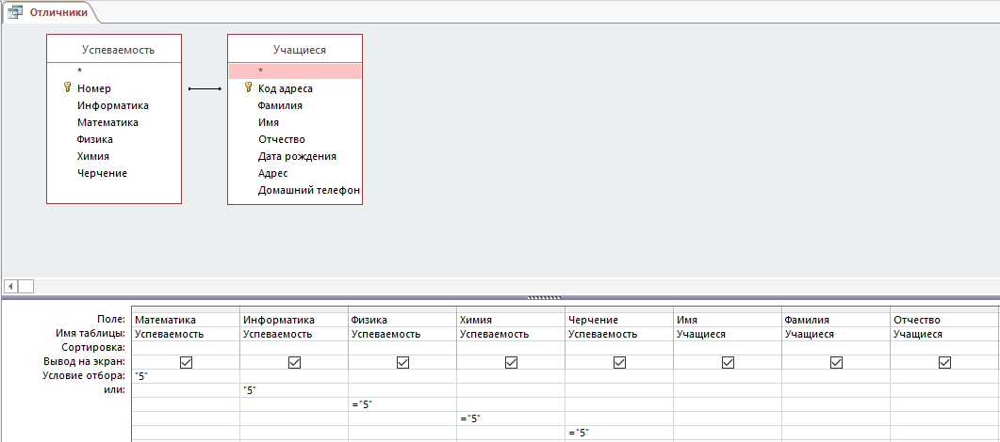 Отличники
Успеваемость
*
Номер
Информатика
Математика
Физика
Химия
Черчение
Учащиеся
*
Код адреса
Фамилия
Имя
Отчество
Дата рождения
Адрес
Домашний телефон
Поле: Математика Информатика Физика Химия Черчение Имя Фамилия Отчество
Имя таблицы: Успеваемость Успеваемость Успеваемость Успеваемость Успеваемость Учащиеся Учащиеся Учащиеся
Сортировка:
Вывод на экран:
Условие отбора: "5"
или: "5"
="5"
="5"
="5"